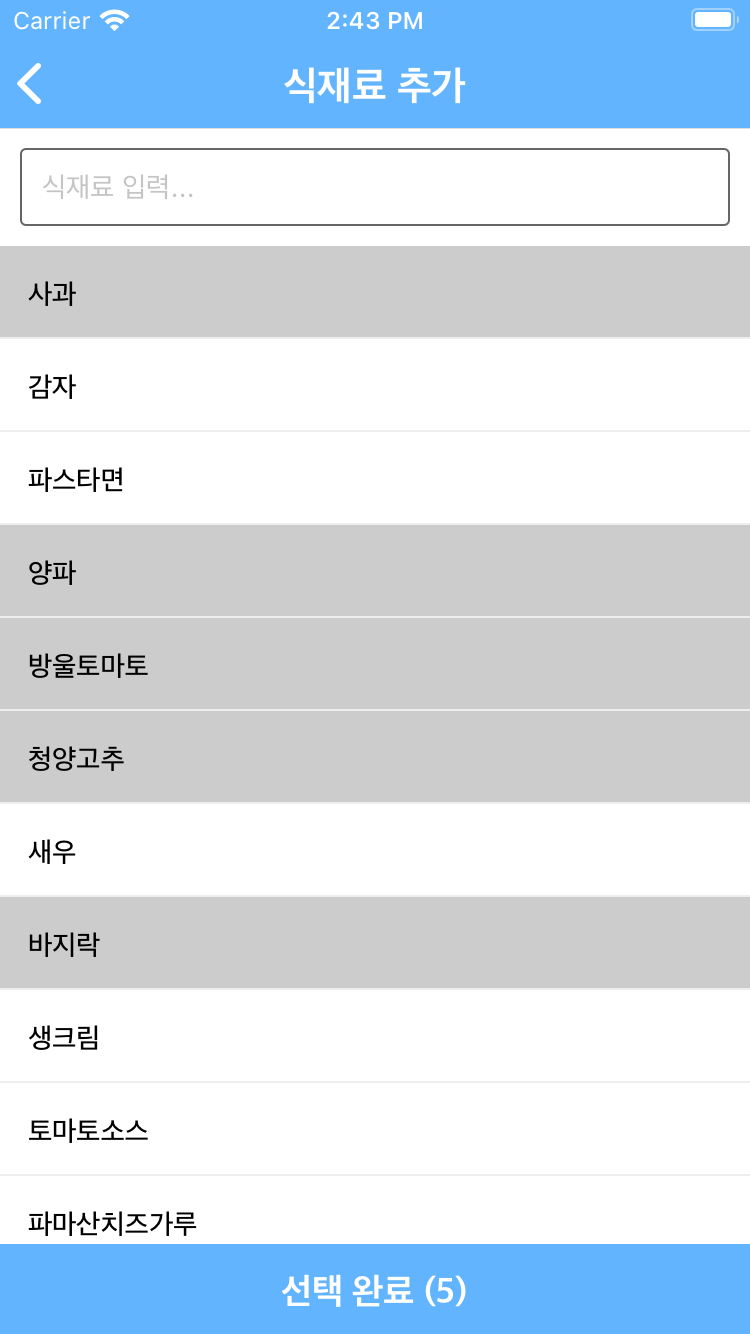 Carrier 2:43 PM
식재료 추가
식재료 입력...
사과
감자
파스타면
양파
방울토마토
청양고추
새우
바지락
생크림
토마토소스
파마산치즈가루
선택 완료 (5)